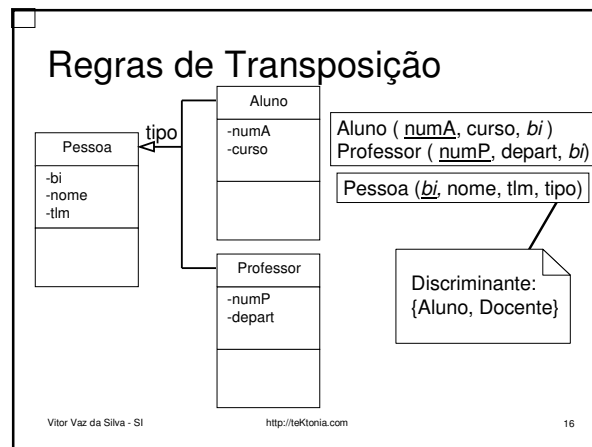 Regras de Transposição
Aluno
-numA
-curso
tipo
Pessoa
-bi
-nome
-tlm
Aluno ( numA, curso, bi )
Professor ( numP, depart, bi)
Pessoa (bi, nome, tlm, tipo)
Professor
-numP
-depart
Discriminante:
{Aluno, Docente}
Vitor Vaz da Silva - SI
http://teKtonia.com
16